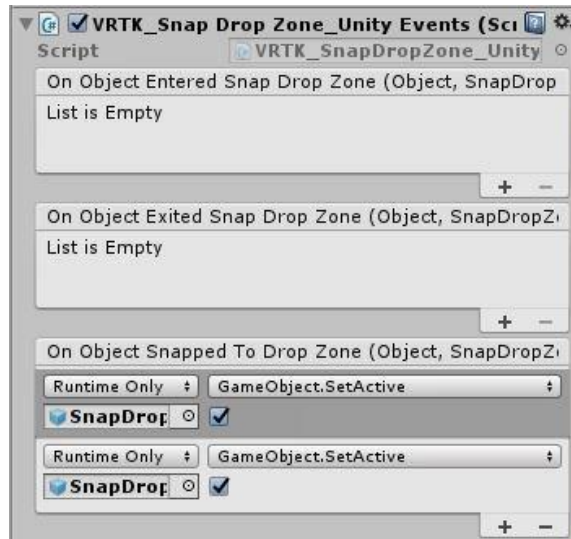 VRTK_Snap Drop Zone_Unity Events (Scr
Script VRTK_SnapDropZone_Unity
On Object Entered Snap Drop Zone (Object, SnapDrop
List is Empty
+ −
On Object Exited Snap Drop Zone (Object, SnapDropZ
List is Empty
+ −
On Object Snapped To Drop Zone (Object, SnapDropZ
Runtime Only GameObject.SetActive
SnapDrop
Runtime Only GameObject.SetActive
SnapDrop
+ −